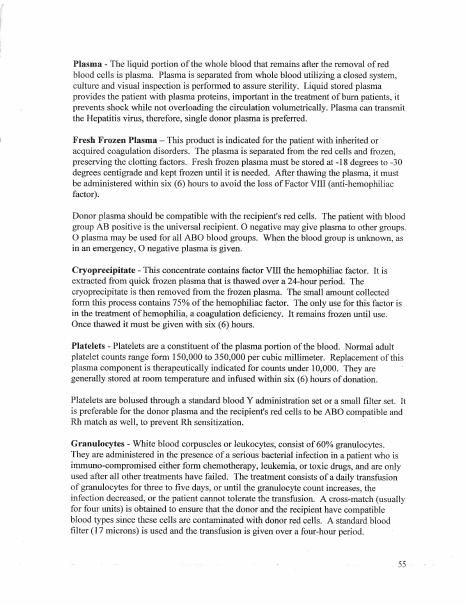 Plasma - The liquid portion of the whole blood that remains after the removal of red
blood cells is plasma. Plasma is separated from whole blood utilizing a closed system,
culture and visual inspection is performed to assure sterility. Liquid stored plasma
provides the patient with plasma proteins, important in the treatment of burn patients, it
prevents shock while not overloading the circulation volumetrically. Plasma can transmit
the Hepatitis virus, therefore, single donor plasma is preferred.
Fresh Frozen Plasma – This product is indicated for the patient with inherited or
acquired coagulation disorders. The plasma is separated from the red cells and frozen,
preserving the clotting factors. Fresh frozen plasma must be stored at -18 degrees to -30
degrees centigrade and kept frozen until it is needed. After thawing the plasma, it must
be administered within six (6) hours to avoid the loss of Factor VIII (anti-hemophiliac
factor).
Donor plasma should be compatible with the recipient's red cells. The patient with blood
group AB positive is the universal recipient. O negative may give plasma to other groups.
O plasma may be used for all ABO blood groups. When the blood group is unknown, as
in an emergency, O negative plasma is given.
Cryoprecipitate - This concentrate contains factor VIII the hemophiliac factor. It is
extracted from quick frozen plasma that is thawed over a 24-hour period. The
cryoprecipitate is then removed from the frozen plasma. The small amount collected
form this process contains 75% of the hemophiliac factor. The only use for this factor is
in the treatment of hemophilia, a coagulation deficiency. It remains frozen until use.
Once thawed it must be given with six (6) hours.
Platelets - Platelets are a constituent of the plasma portion of the blood. Normal adult
platelet counts range form 150,000 to 350,000 per cubic millimeter. Replacement of this
plasma component is therapeutically indicated for counts under 10,000. They are
generally stored at room temperature and infused within six (6) hours of donation.
Platelets are bolused through a standard blood Y administration set or a small filter set. It
is preferable for the donor plasma and the recipient's red cells to be ABO compatible and
Rh match as well, to prevent Rh sensitization.
Granulocytes - White blood corpuscles or leukocytes, consist of 60% granulocytes.
They are administered in the presence of a serious bacterial infection in a patient who is
immuno-compromised either form chemotherapy, leukemia, or toxic drugs, and are only
used after all other treatments have failed. The treatment consists of a daily transfusion
of granulocytes for three to five days, or until the granulocyte count increases, the
infection decreased, or the patient cannot tolerate the transfusion. A cross-match (usually
for four units) is obtained to ensure that the donor and the recipient have compatible
blood types since these cells are contaminated with donor red cells. A standard blood
filter (17 microns) is used and the transfusion is given over a four-hour period.
55